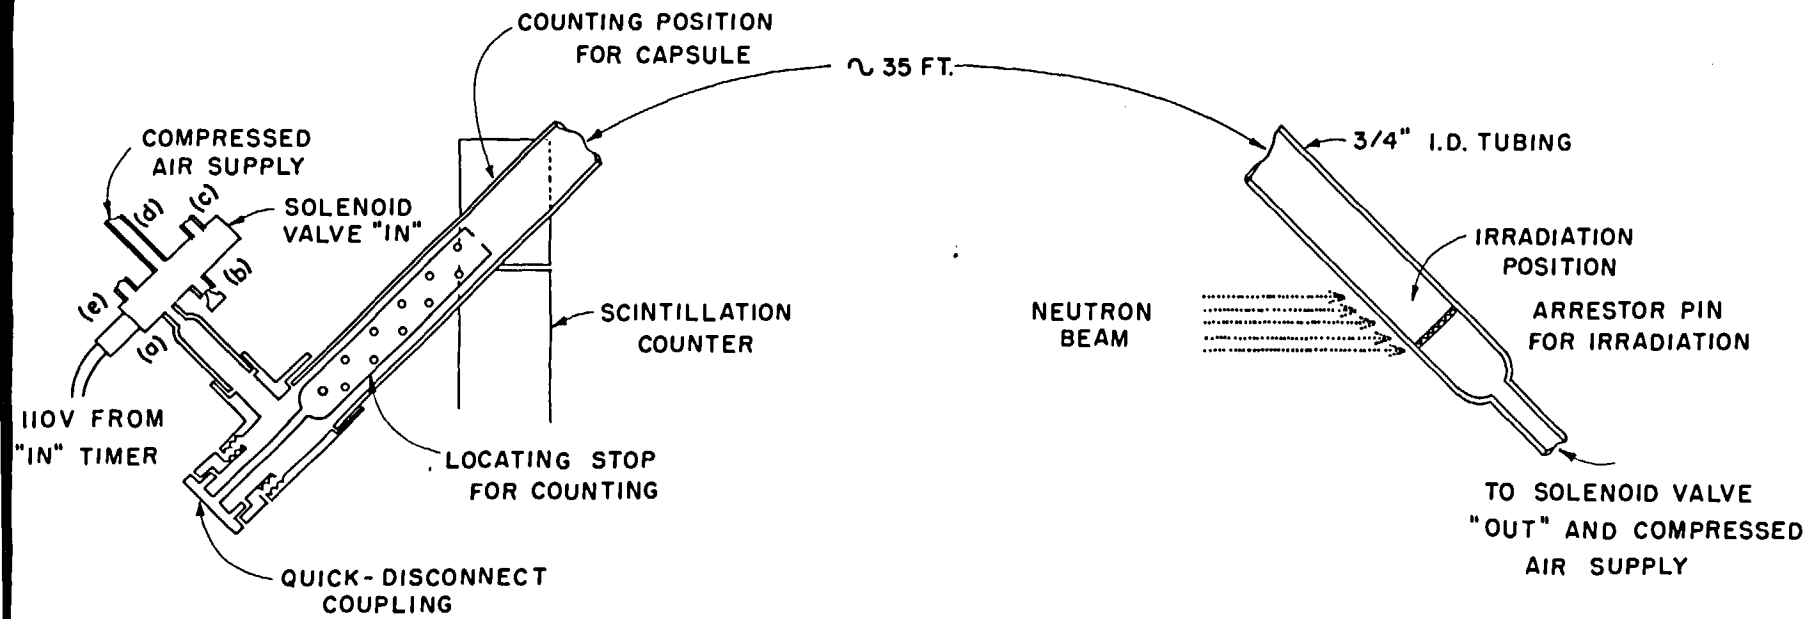 COUNTING POSITION
FOR CAPSULE
~ 35 FT.
COMPRESSED
AIR SUPPLY
3/4" I.D. TUBING
(d)
(c)
SOLENOID
VALVE "IN"
(b)
(e)
(a)
IRRADIATION
POSITION
NEUTRON
BEAM
SCINTILLATION
COUNTER
ARRESTOR PIN
FOR IRRADIATION
110V FROM
"IN" TIMER
LOCATING STOP
FOR COUNTING
TO SOLENOID VALVE
"OUT" AND COMPRESSED
AIR SUPPLY
QUICK-DISCONNECT
COUPLING